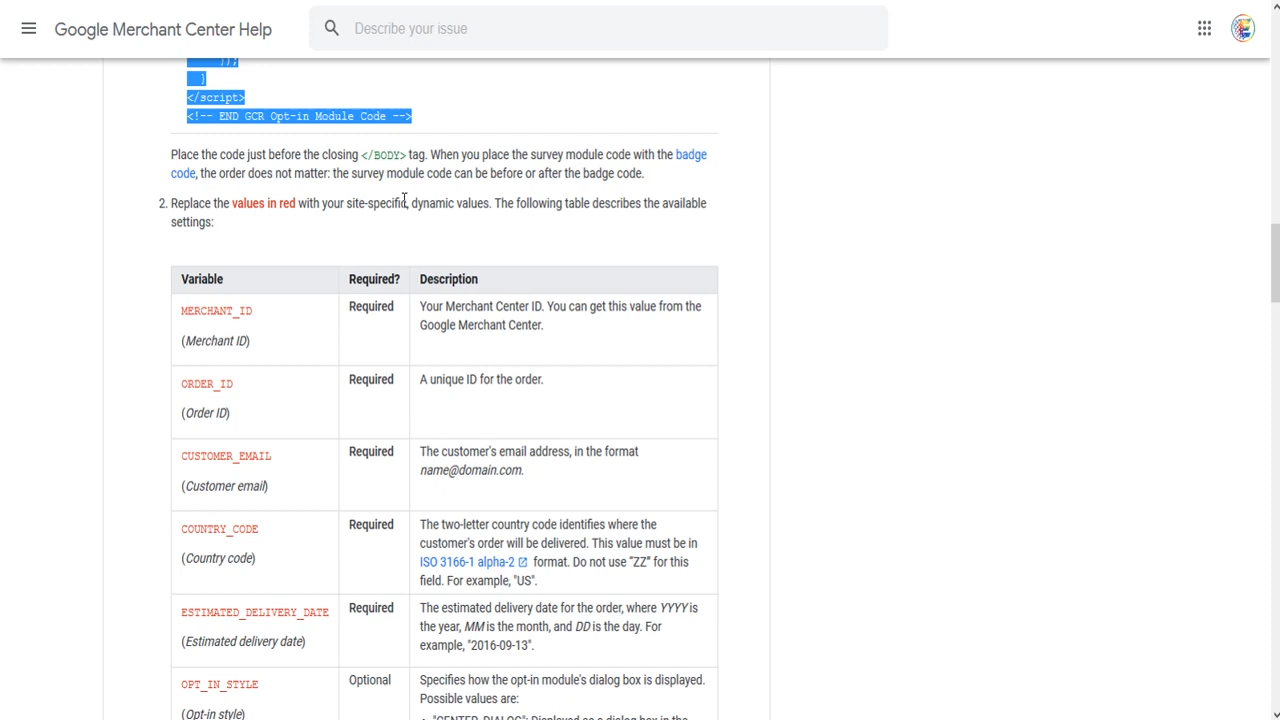 Google Merchant Center Help
Describe your issue
});
}
</script>
<!-- END GCR Opt-in Module Code -->
Place the code just before the closing </BODY> tag. When you place the survey module code with the badge
code, the order does not matter: the survey module code can be before or after the badge code.
2. Replace the values in red with your site-specific, dynamic values. The following table describes the available
settings:
Variable Required? Description
MERCHANT_ID Required Your Merchant Center ID. You can get this value from the
Google Merchant Center.
(Merchant ID)
ORDER_ID Required A unique ID for the order.
(Order ID)
CUSTOMER_EMAIL Required The customer's email address, in the format
name@domain.com.
(Customer email)
COUNTRY_CODE Required The two-letter country code identifies where the
customer's order will be delivered. This value must be in
(Country code) ISO 3166-1 alpha-2 format. Do not use “ZZ” for this
field. For example, "US".
ESTIMATED_DELIVERY_DATE Required The estimated delivery date for the order, where YYYY is
the year, MM is the month, and DD is the day. For
(Estimated delivery date) example, "2016-09-13".
OPT_IN_STYLE Optional Specifies how the opt-in module's dialog box is displayed.
Possible values are:
(Opt-in style) • "CENTER_DIALOG": Displayed as a dialog box in the